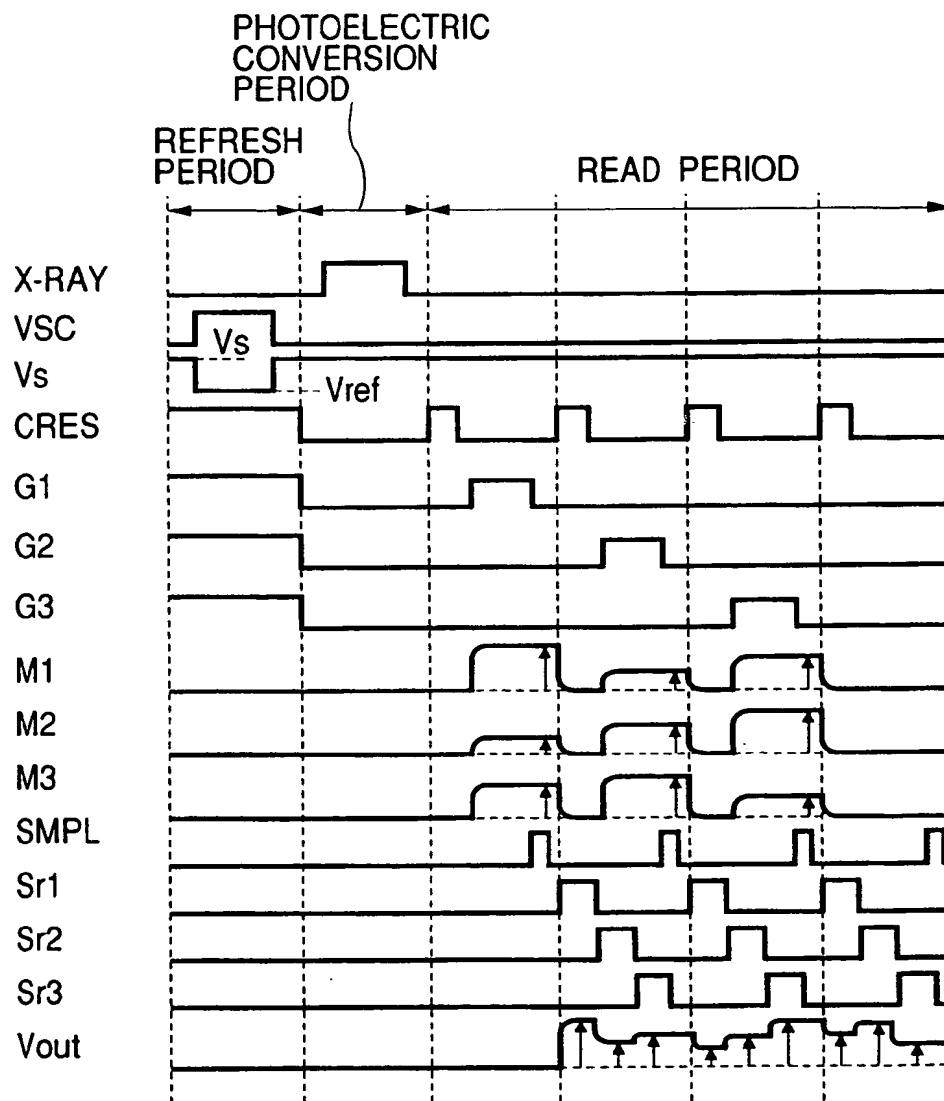 PHOTOELECTRIC
CONVERSION
PERIOD
REFRESH
PERIOD
READ PERIOD
X-RAY
VSC
Vs
Vs
Vref
CRES
G1
G2
G3
M1
M2
M3
SMPL
Sr1
Sr2
Sr3
Vout